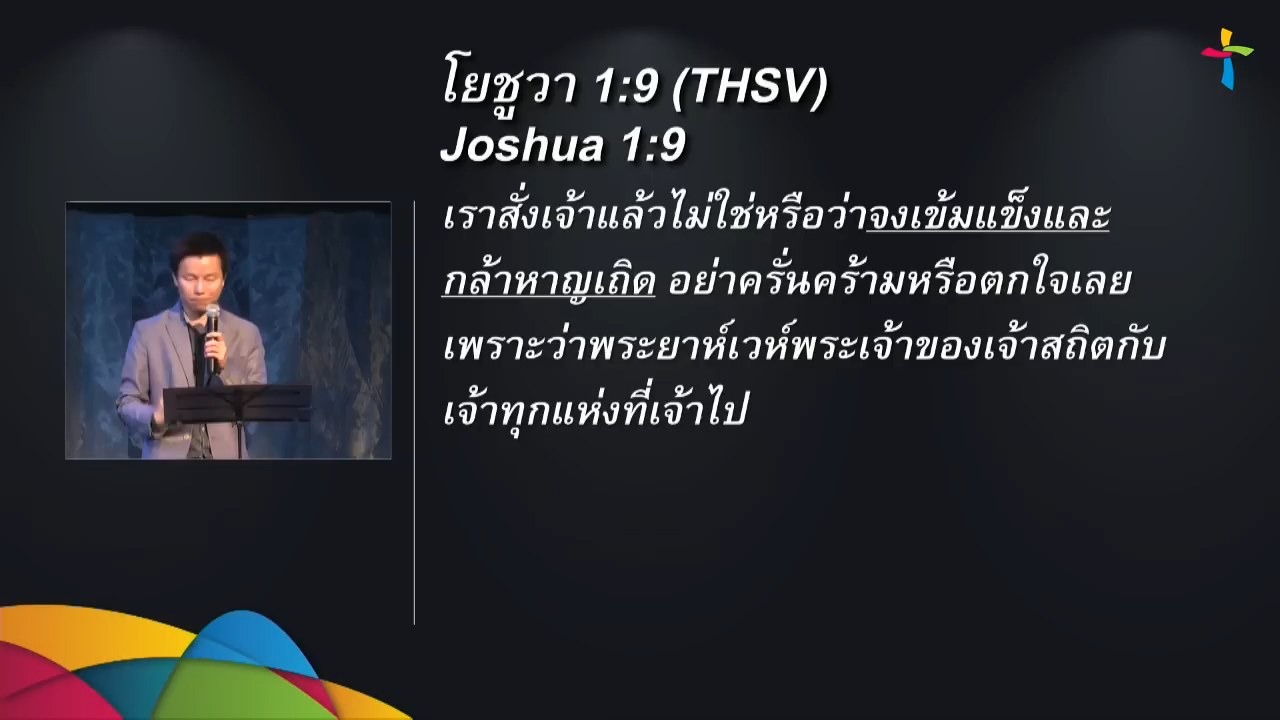 โยชูวา 1:9 (THSV)
Joshua 1:9
เราสั่งเจ้าแล้วไม่ใช่หรือว่าจงเข้มแข็งและ
กล้าหาญเถิด อย่าครั่นคร้ามหรือตกใจเลย
เพราะว่าพระยาห์เวห์พระเจ้าของเจ้าสถิตกับ
เจ้าทุกแห่งที่เจ้าไป